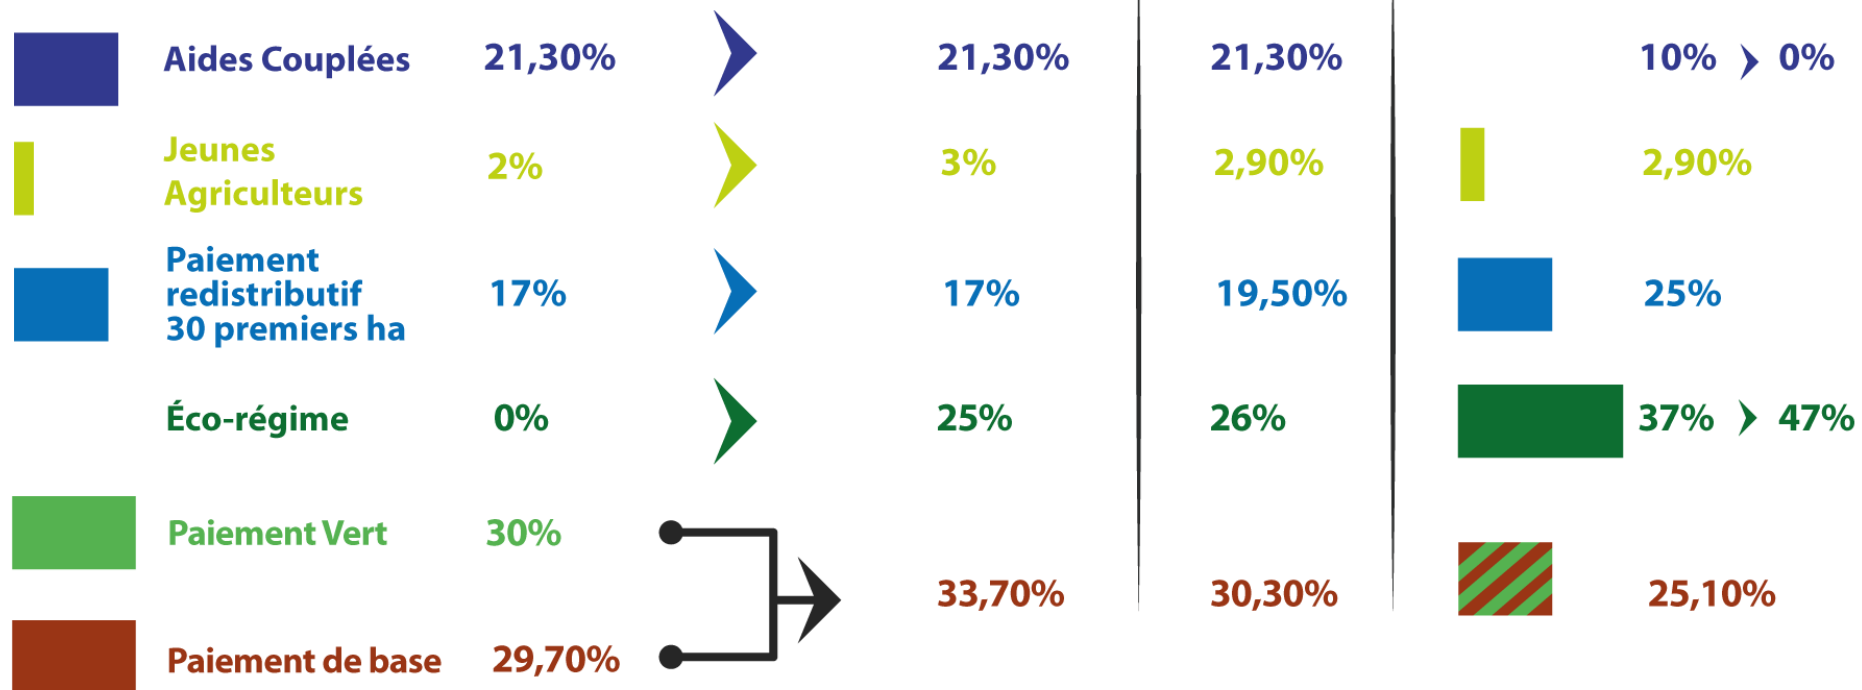 Aides Couplées 21,30% 21,30% 21,30% 10% 0%
Jeunes
Agriculteurs 2% 3% 2,90% 2,90%
Paiement
redistributif 17% 17% 19,50% 25%
30 premiers ha
Éco-régime 0% 25% 26% 37% 47%
Paiement Vert 30%
33,70% 30,30% 25,10%
Paiement de base 29,70%